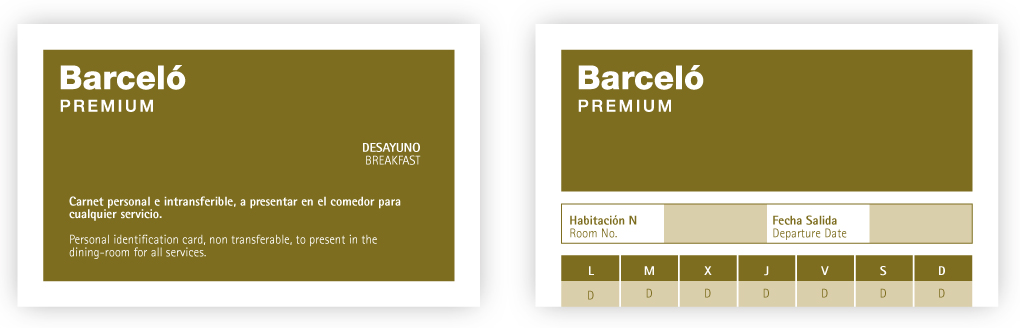 Barceló
PREMIUM
DESAYUNO
BREAKFAST
Carnet personal e intransferible, a presentar en el comedor para
cualquier servicio.
Personal identification card, non transferable, to present in the
dining-room for all services.
Barceló
PREMIUM
Habitación N
Room No.
Fecha Salida
Departure Date
L M X J V S D
D D D D D D D